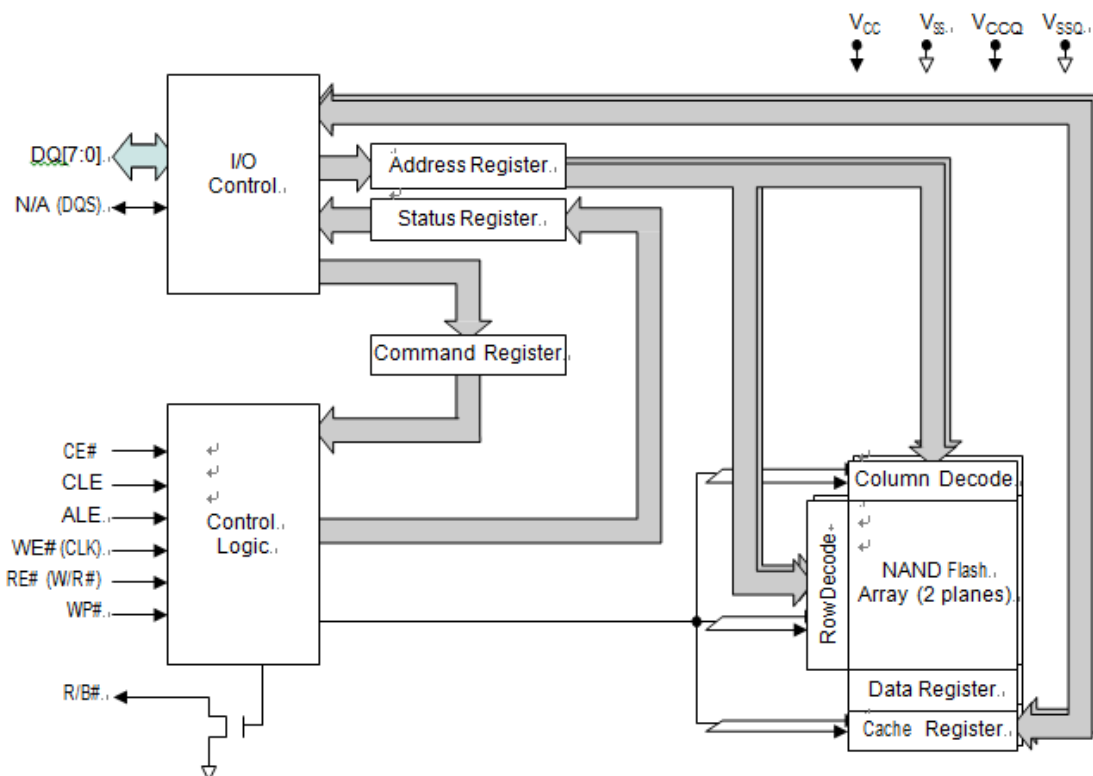 VCC VSS VCCQ VSSQ
DQ[7:0]
N/A (DQS)
I/O
Control
Address Register
Status Register
Command Register
CE#
CLE
ALE
WE# (CLK)
RE# (W/R#)
WP#
R/B#
Control
Logic
Column Decode
Row Decode
NAND Flash
Array (2 planes)
Data Register
Cache Register